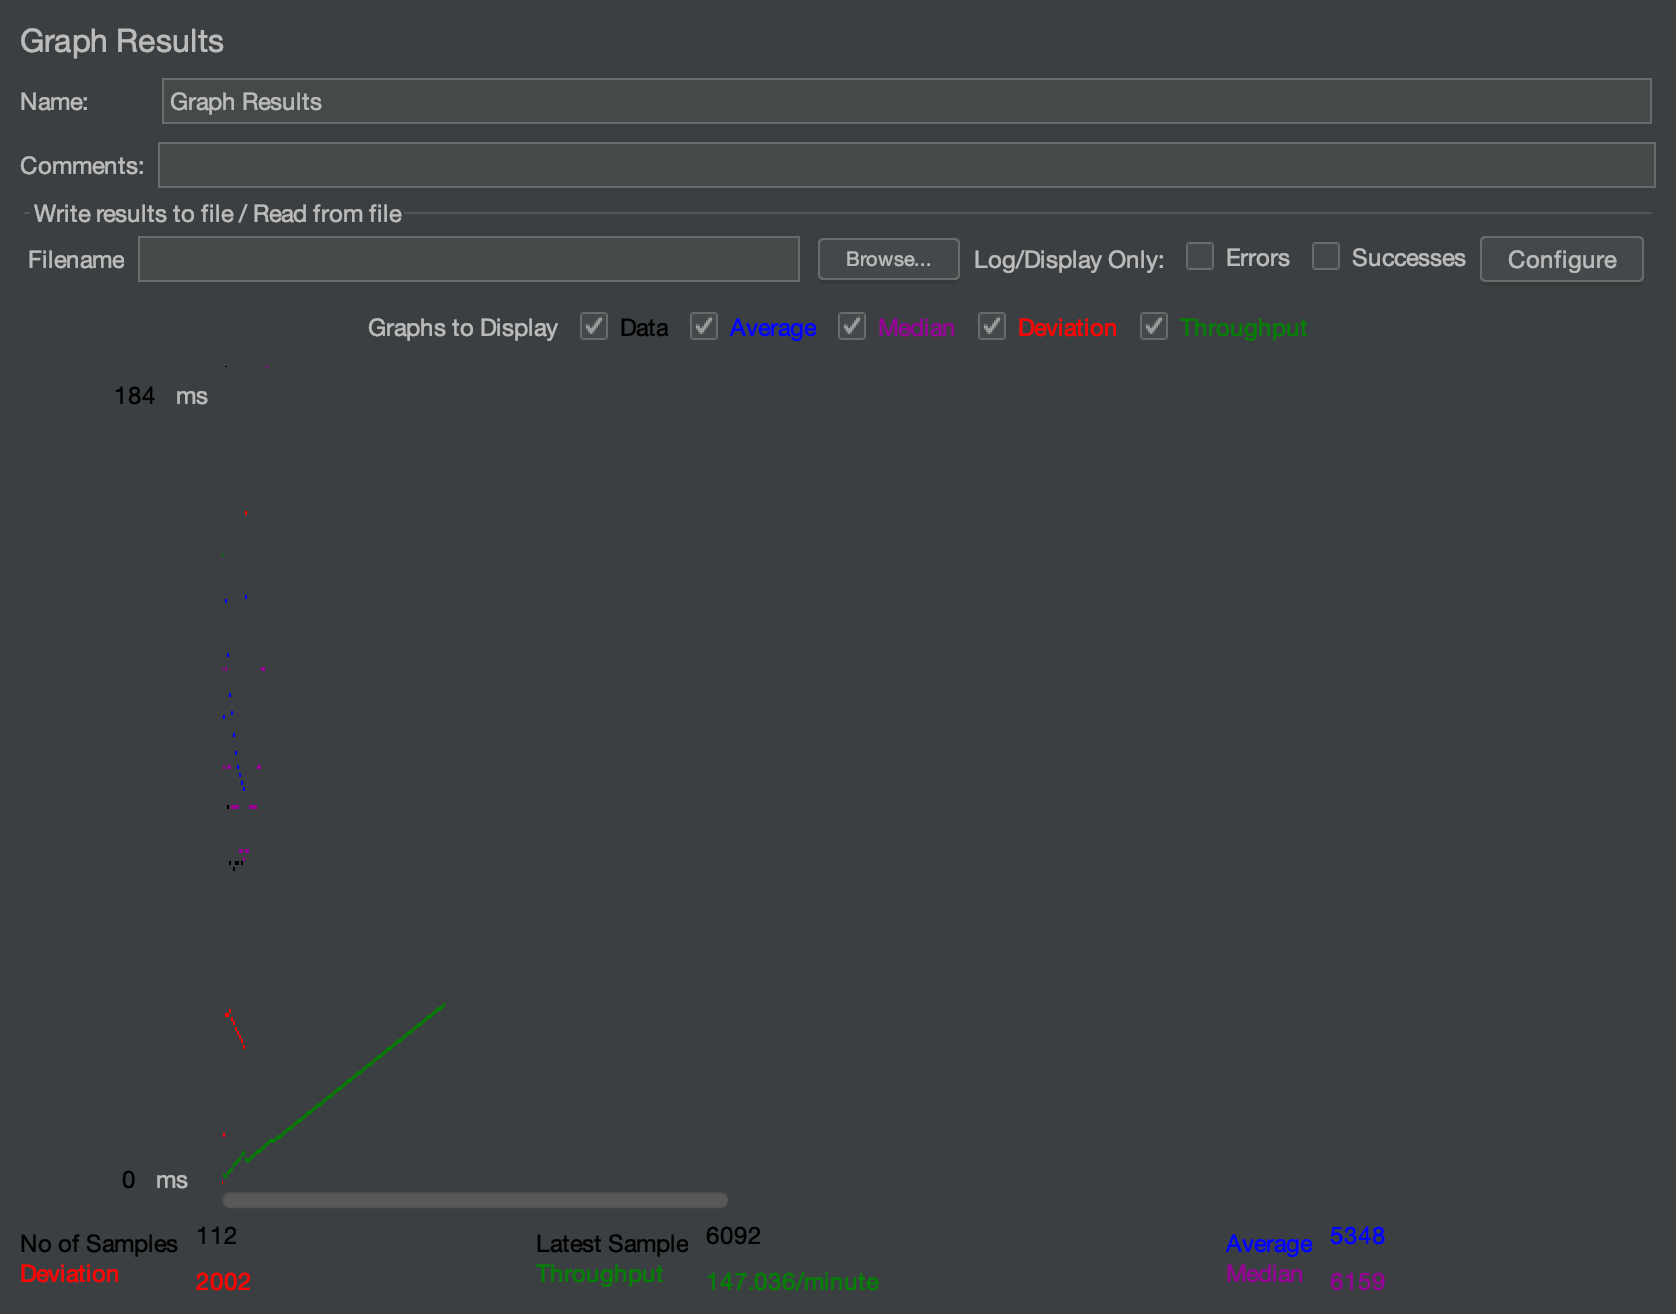 Graph Results
Name: Graph Results
Comments:
Write results to file / Read from file
Filename Browse... Log/Display Only: Errors Successes Configure
Graphs to Display Data Average Median Deviation Throughput
184 ms
0 ms
No of Samples 112 Latest Sample 6092 Average 5348
Deviation 2002 Throughput 147.036/minute Median 6159